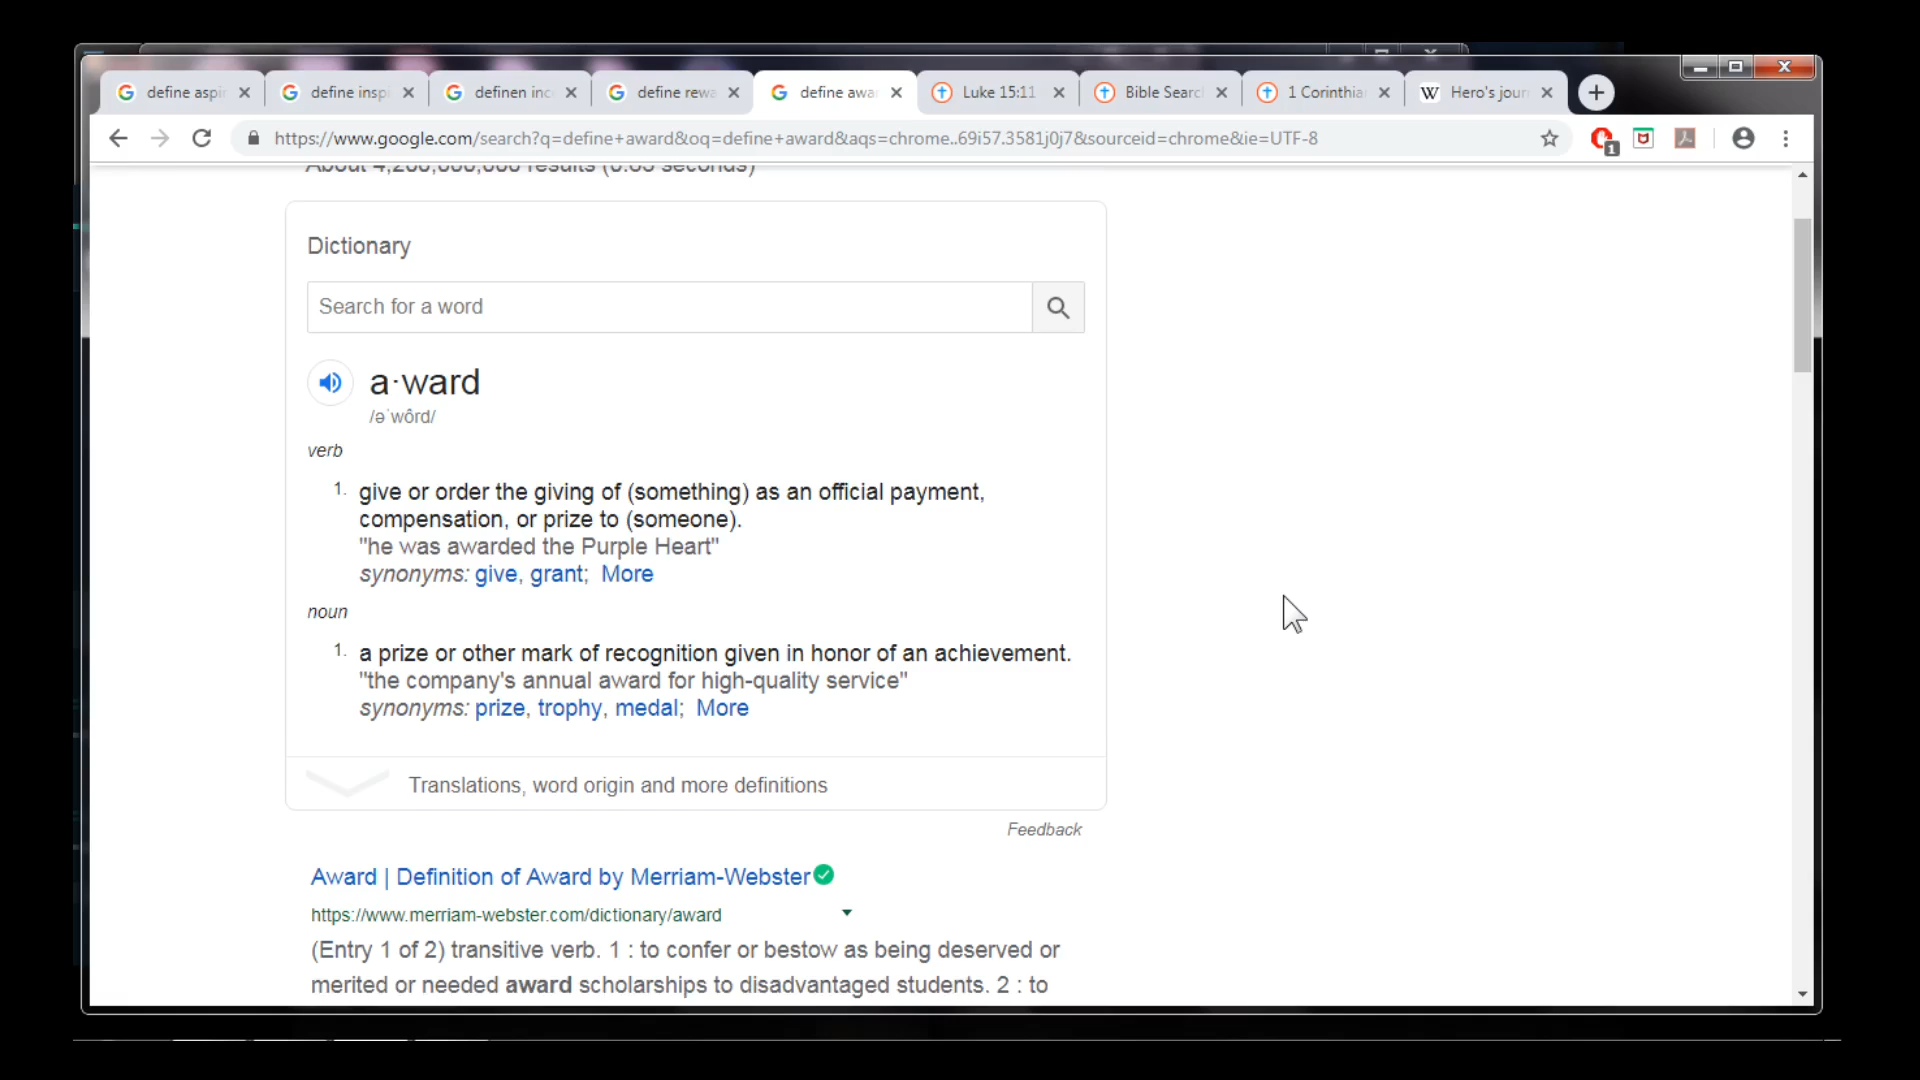 define aspi
define insp
definen inc
define rewa
define awa
Luke 15:11
Bible Searc
1 Corinthia
W Hero's jour
https://www.google.com/search?q=define+award&oq=define+award&aqs=chrome..69i57.3581j0j7&sourceid=chrome&ie=UTF-8
1
results (0.85 seconds)
Dictionary
Search for a word
a·ward
/əˈwôrd/
verb
1. give or order the giving of (something) as an official payment,
compensation, or prize to (someone).
"he was awarded the Purple Heart"
synonyms: give, grant; More
noun
1. a prize or other mark of recognition given in honor of an achievement.
"the company's annual award for high-quality service"
synonyms: prize, trophy, medal; More
Translations, word origin and more definitions
Feedback
Award | Definition of Award by Merriam-Webster
https://www.merriam-webster.com/dictionary/award
(Entry 1 of 2) transitive verb. 1 : to confer or bestow as being deserved or
merited or needed award scholarships to disadvantaged students. 2 : to